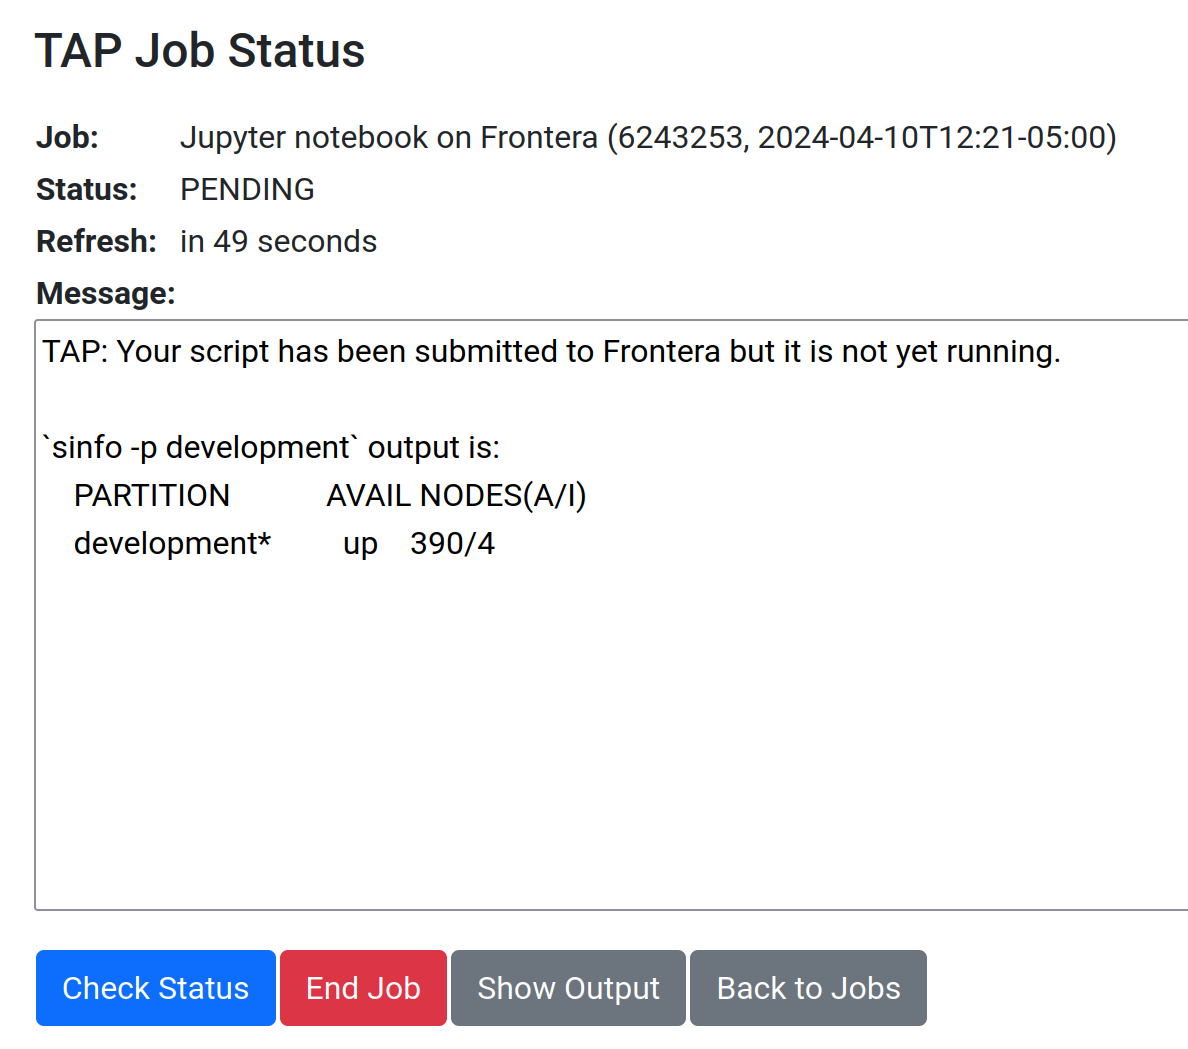 TAP Job Status
Job: Jupyter notebook on Frontera (6243253, 2024-04-10T12:21-05:00)
Status: PENDING
Refresh: in 49 seconds
Message:
TAP: Your script has been submitted to Frontera but it is not yet running.
`sinfo -p development` output is:
PARTITION AVAIL NODES(A/I)
development* up 390/4
Check Status End Job Show Output Back to Jobs